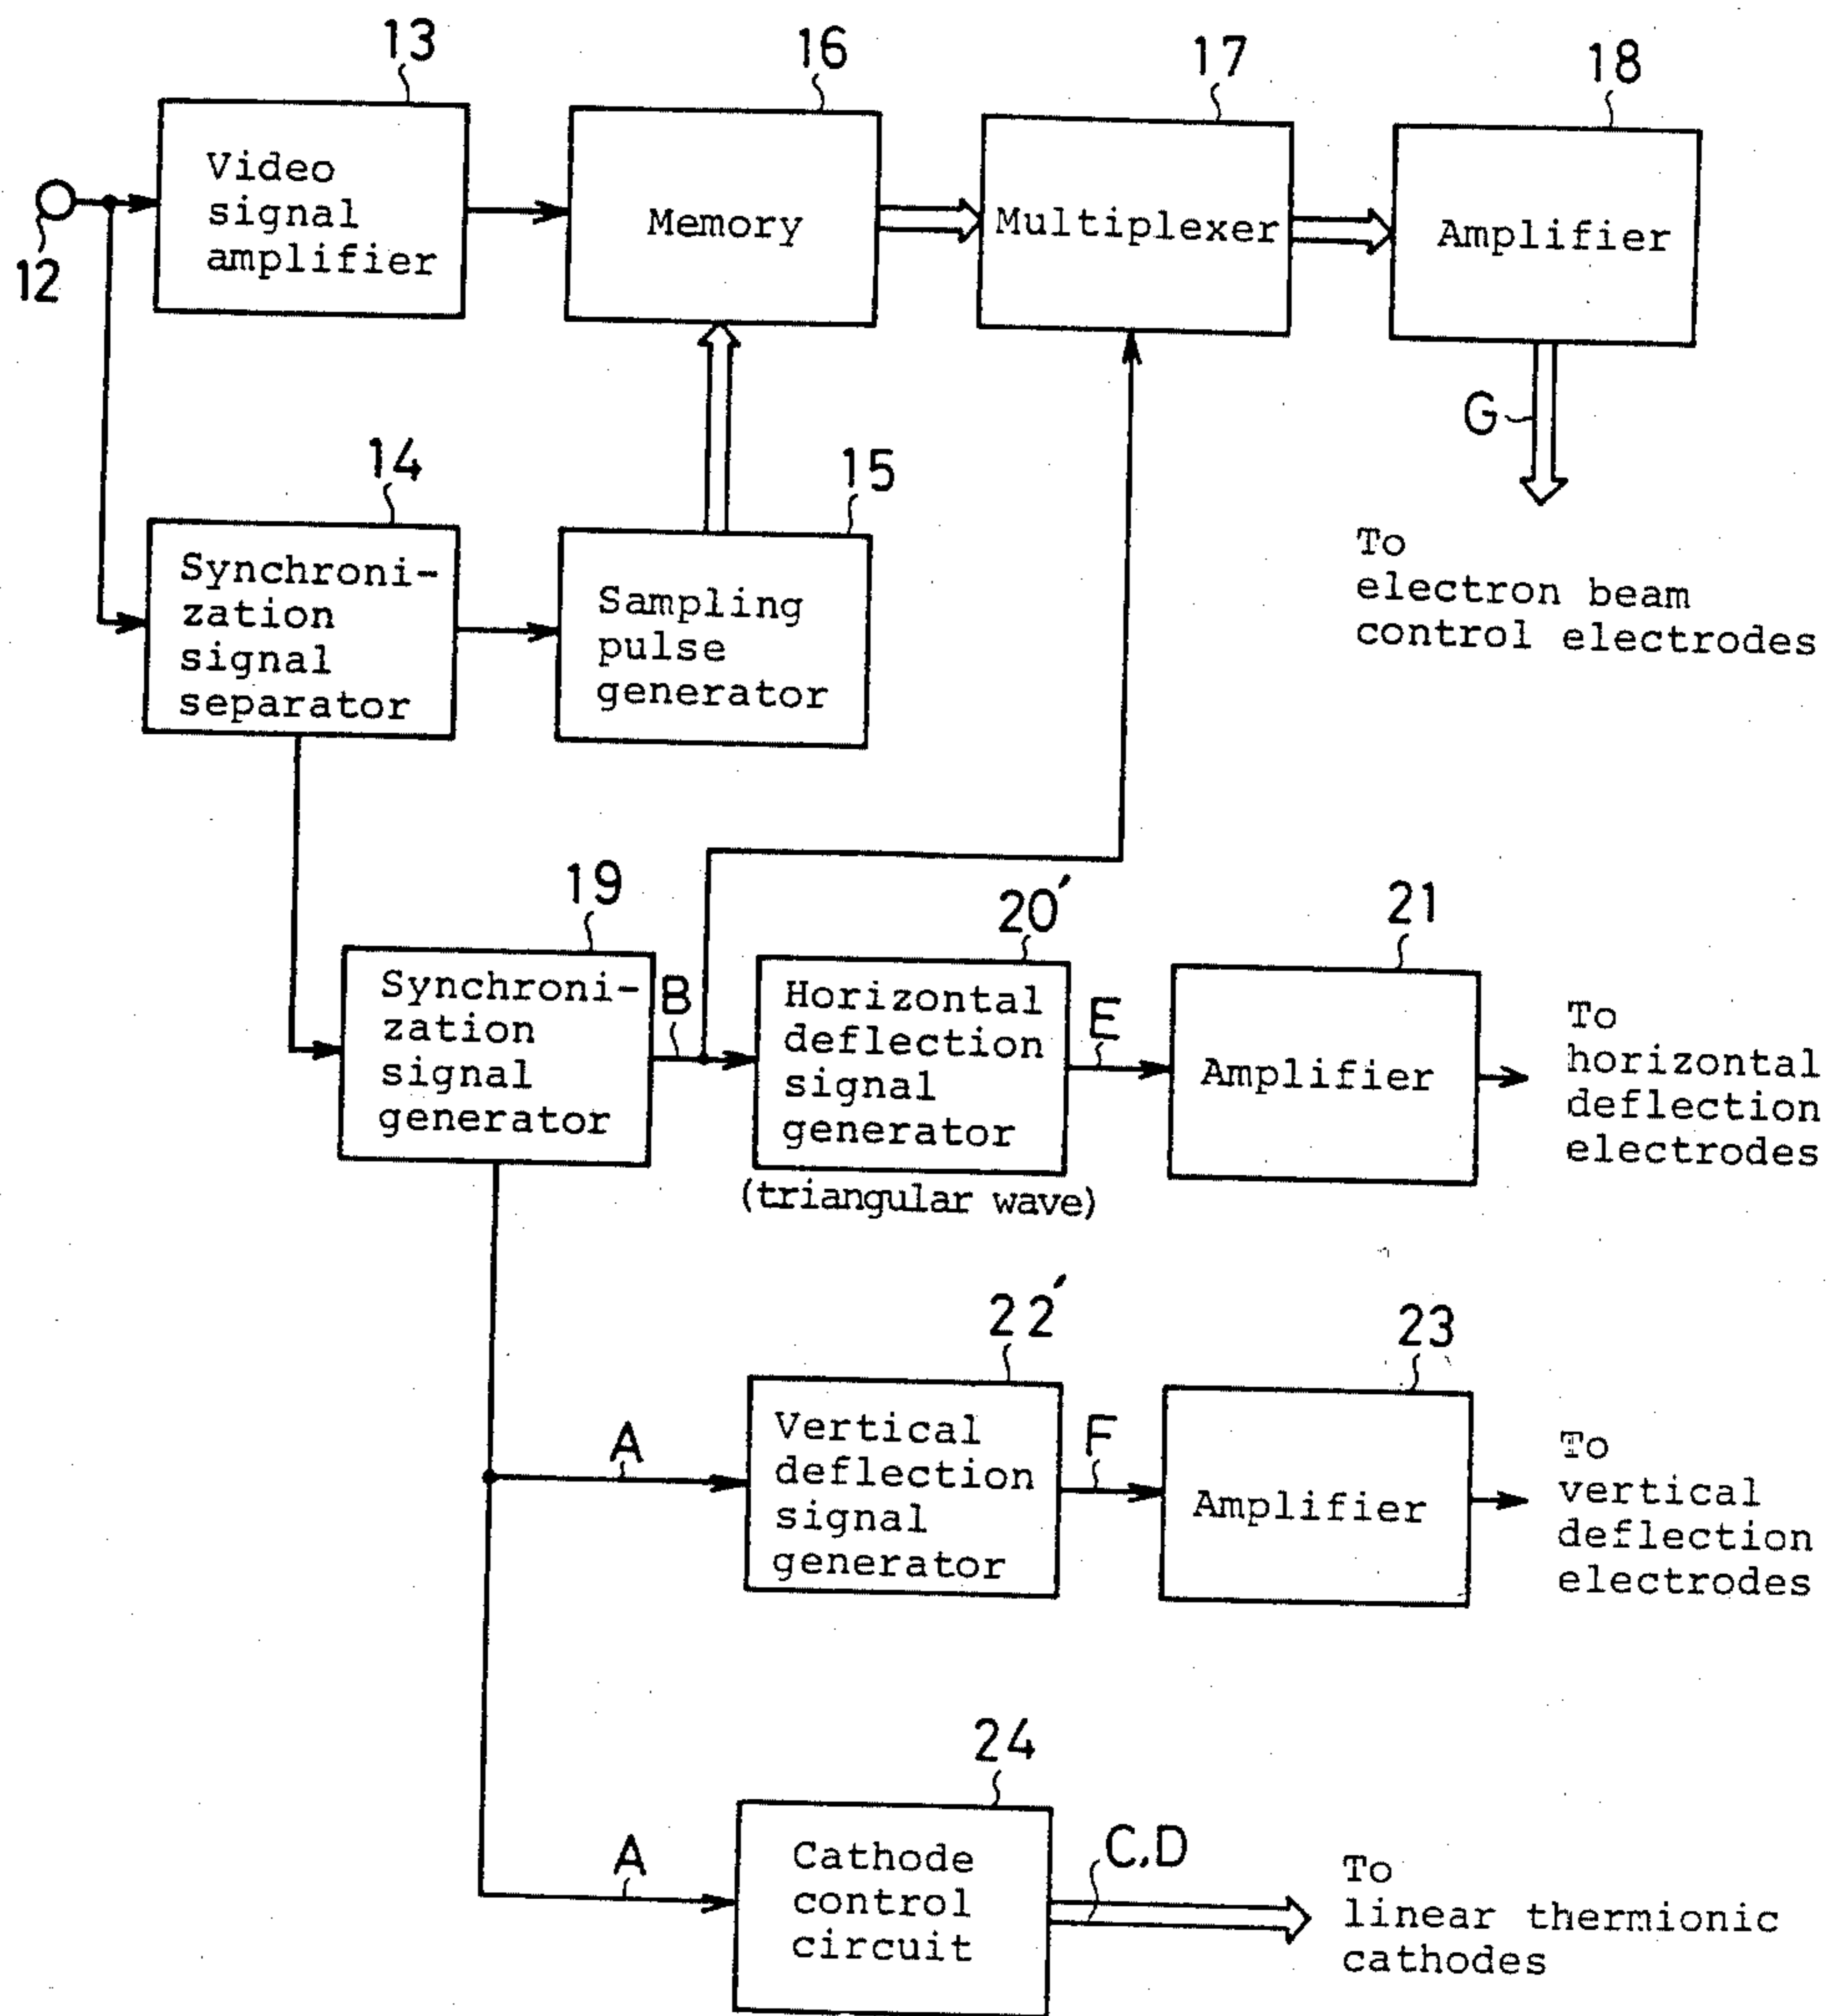 13
16
17
18
Video
signal
amplifier
Memory
Multiplexer
Amplifier
12
G
14
15
To
electron beam
control electrodes
Synchroni-
zation
signal
separator
Sampling
pulse
generator
19
20'
21
Synchroni-
zation
signal
generator
B
Horizontal
deflection
signal
generator
(triangular wave)
E
Amplifier
To
horizontal
deflection
electrodes
22'
23
A
Vertical
deflection
signal
generator
F
Amplifier
To
vertical
deflection
electrodes
24
A
Cathode
control
circuit
C,D
To
linear thermionic
cathodes